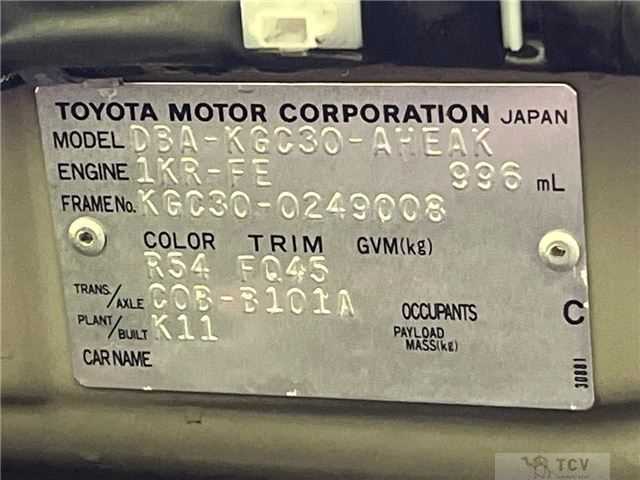 TOYOTA MOTOR CORPORATION JAPAN
MODEL DBA-KGC30-AHEAK
ENGINE 1KR-FE 996 mL
FRAME No. KGC30-0249008
COLOR TRIM GVM(kg)
R54 FQ45
TRANS./AXLE C0B-B101A
OCCUPANTS C
PLANT/BUILT K11
PAYLOAD
MASS(kg)
CAR NAME
30881
TCV